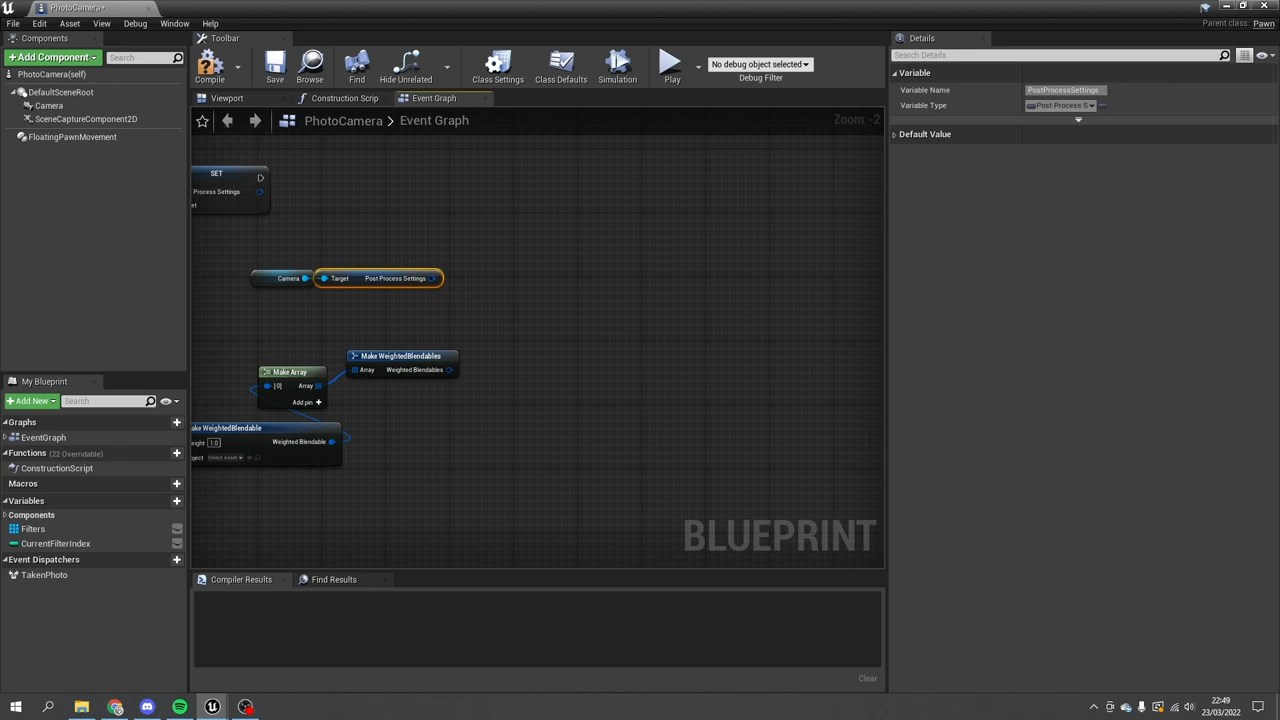 PhotoCamera*
File Edit Asset View Debug Window Help
Parent class: Pawn
Components
Toolbar
Details
+Add Component
Search
PhotoCamera(self)
DefaultSceneRoot
Camera
SceneCaptureComponent2D
FloatingPawnMovement
Compile
Save
Browse
Find
Hide Unrelated
Class Settings
Class Defaults
Simulation
Play
No debug object selected
Debug Filter
Viewport
Construction Scrip
Event Graph
PhotoCamera > Event Graph
Zoom -2
SET
Process Settings
et
Camera
Target Post Process Settings
Make WeightedBlendables
Array Weighted Blendables
Make Array
[0] Array
Add pin +
ake WeightedBlendable
eight 1.0 Weighted Blendable
oject Select Asset
BLUEPRINT
My Blueprint
+Add New
Search
Graphs
EventGraph
Functions (22 Overridable)
ConstructionScript
Macros
Variables
Components
Filters
CurrentFilterIndex
Event Dispatchers
TakenPhoto
Compiler Results
Find Results
Clear
Search Details
Variable
Variable Name PostProcessSettings
Variable Type Post Process S
Default Value
22:49
23/03/2022